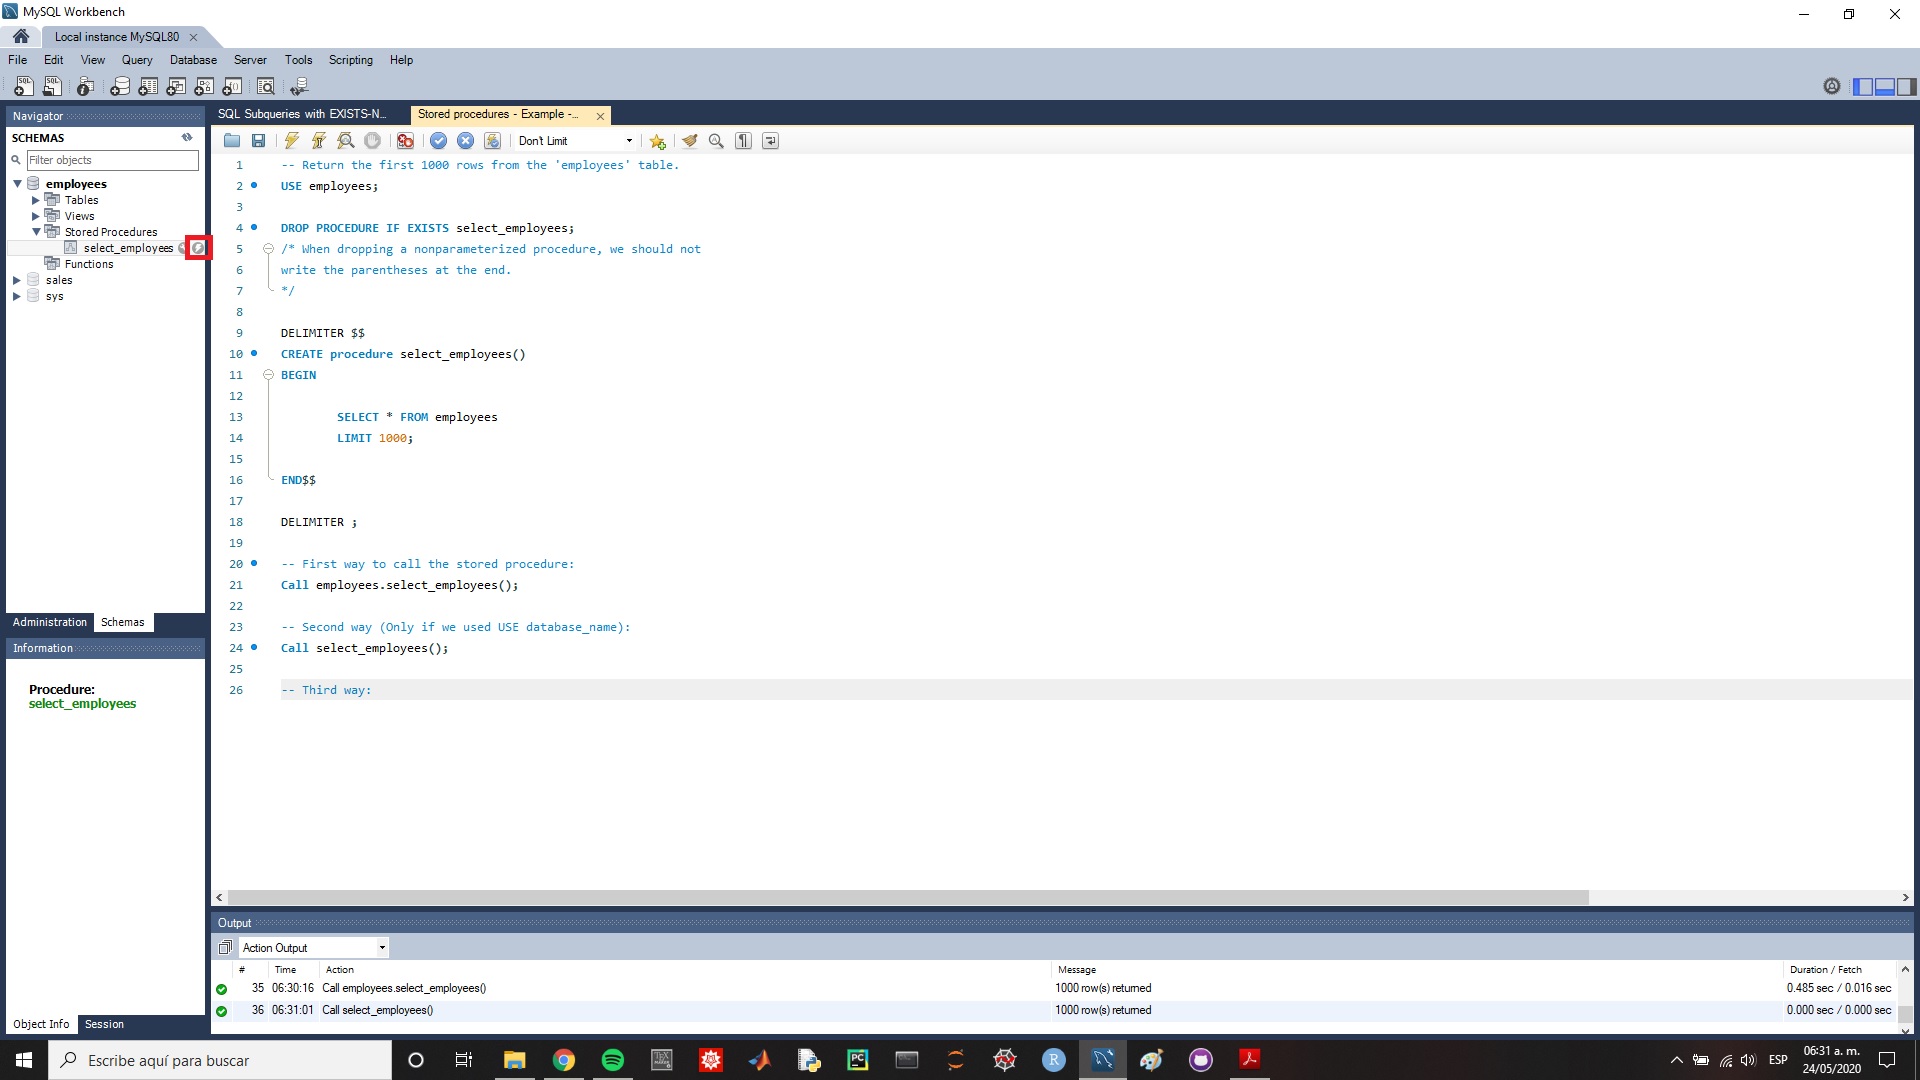 MySQL Workbench
Local instance MySQL80
File Edit View Query Database Server Tools Scripting Help
Navigator
SCHEMAS
Filter objects
employees
Tables
Views
Stored Procedures
select_employees
Functions
sales
sys
Administration Schemas
Information
Procedure:
select_employees
Object Info Session
SQL Subqueries with EXISTS-N... Stored procedures - Example -...
Don't Limit
1 -- Return the first 1000 rows from the 'employees' table.
2 USE employees;
3
4 DROP PROCEDURE IF EXISTS select_employees;
5 /* When dropping a nonparameterized procedure, we should not
6 write the parentheses at the end.
7 */
8
9 DELIMITER $$
10 CREATE procedure select_employees()
11 BEGIN
12
13 SELECT * FROM employees
14 LIMIT 1000;
15
16 END$$
17
18 DELIMITER ;
19
20 -- First way to call the stored procedure:
21 Call employees.select_employees();
22
23 -- Second way (Only if we used USE database_name):
24 Call select_employees();
25
26 -- Third way:
Output
Action Output
# Time Action Message Duration / Fetch
35 06:30:16 Call employees.select_employees() 1000 row(s) returned 0.485 sec / 0.016 sec
36 06:31:01 Call select_employees() 1000 row(s) returned 0.000 sec / 0.000 sec
Escribe aquí para buscar
ESP
06:31 a. m.
24/05/2020